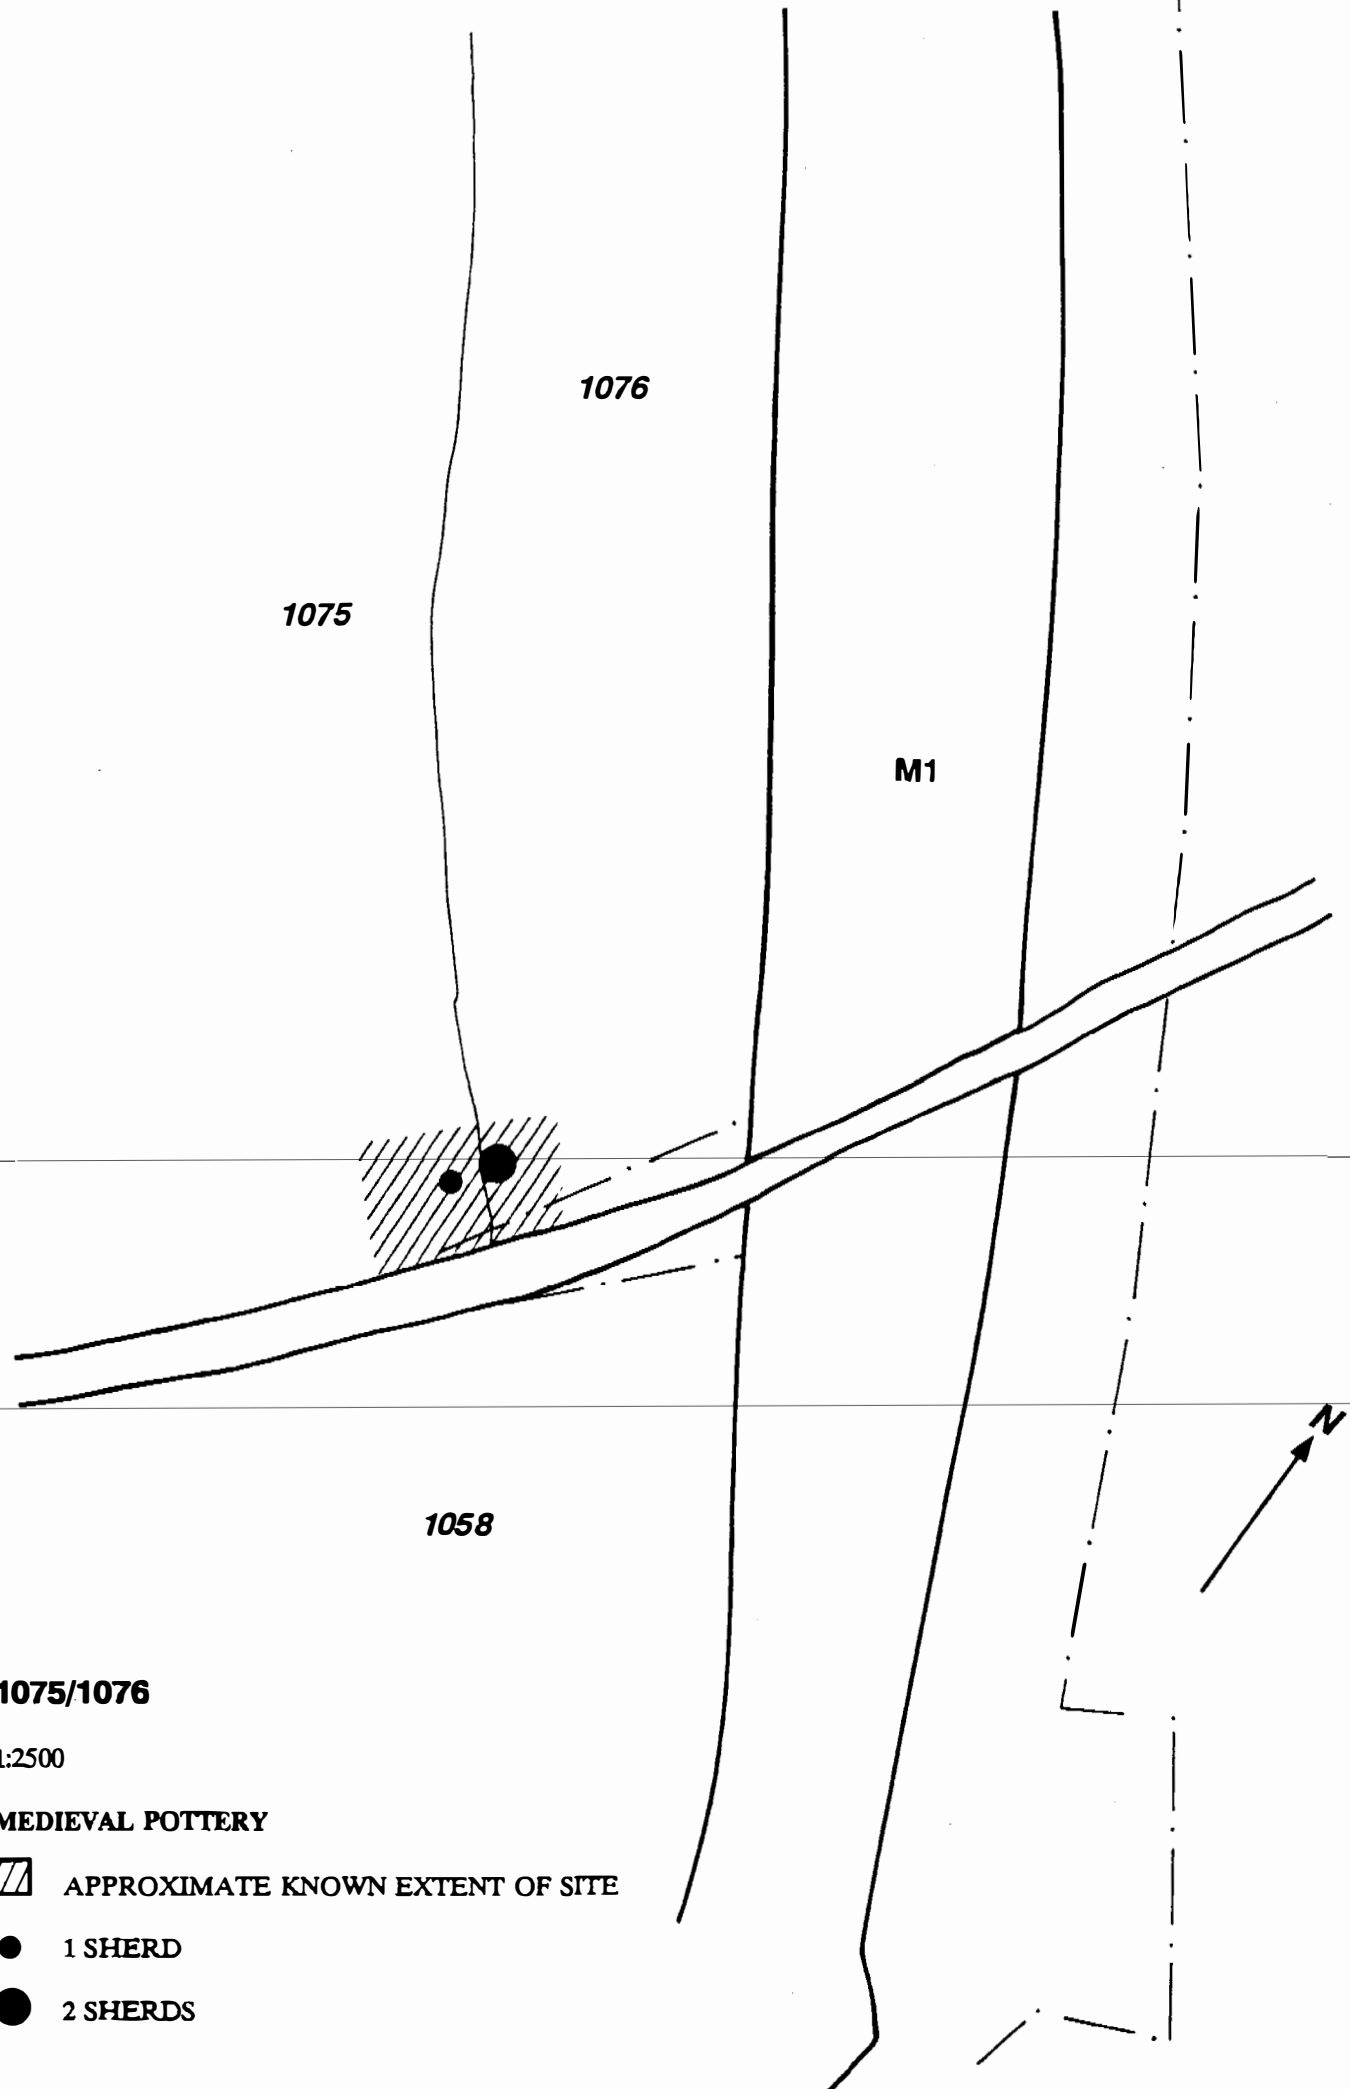 1076
1075
M1
N
1058
1075/1076
1:2500
MEDIEVAL POTTERY
APPROXIMATE KNOWN EXTENT OF SITE
1 SHERD
2 SHERDS